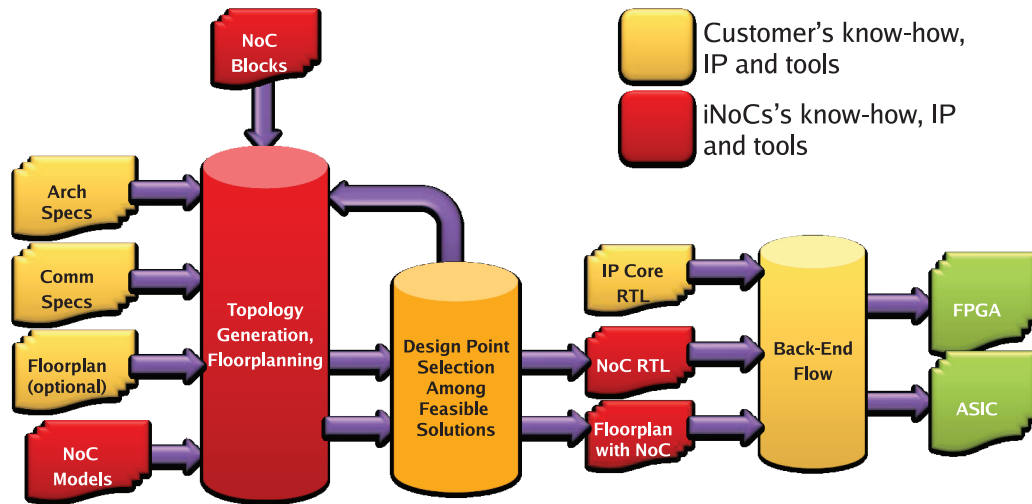 NoC
Blocks
Customer's know-how,
IP and tools
iNoCs's know-how, IP
and tools
Arch
Specs
Comm
Specs
Floorplan
(optional)
NoC
Models
Topology
Generation,
Floorplanning
Design Point
Selection
Among
Feasible
Solutions
IP Core
RTL
NoC RTL
Floorplan
with NoC
Back-End
Flow
FPGA
ASIC